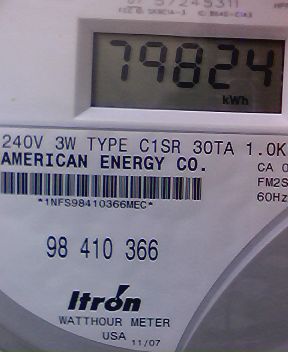 79824
kWh
240V 3W TYPE C1SR 30TA 1.0K
AMERICAN ENERGY CO.
CA 0
FM2S
60Hz
*1NFS98410366MEC*
98 410 366
Itron
WATTHOUR METER
USA 11/07